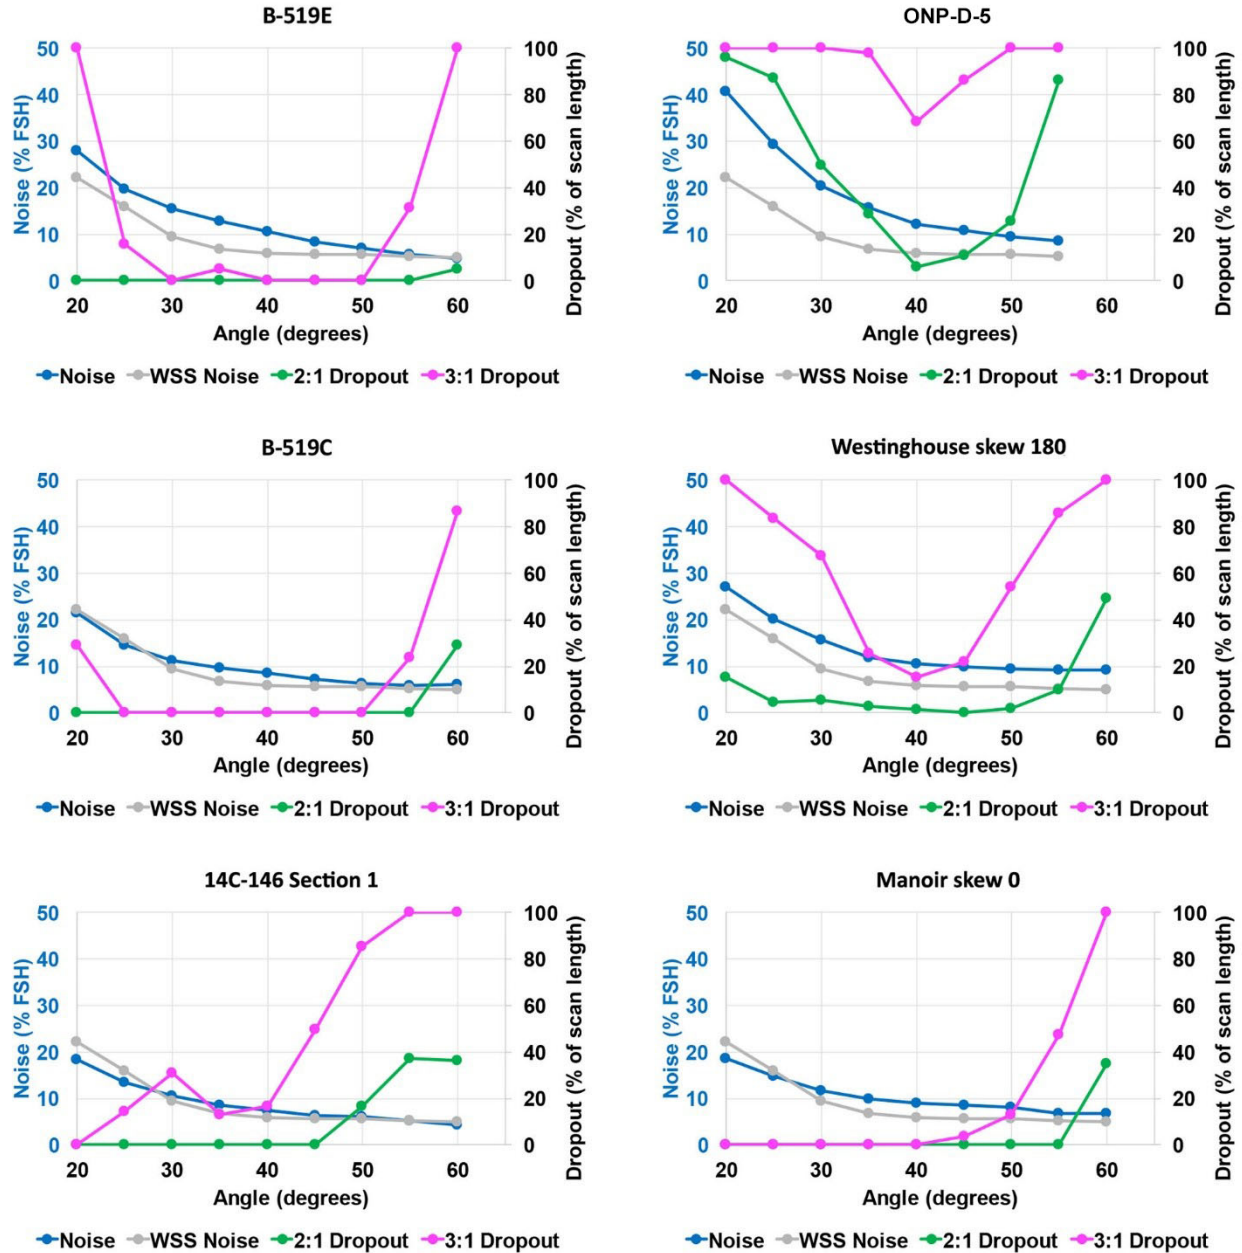 B-519E
50
40
30
20
10
0
Noise (% FSH)
100
80
60
40
20
0
Dropout (% of scan length)
20 30 40 50 60
Angle (degrees)
Noise WSS Noise 2:1 Dropout 3:1 Dropout
ONP-D-5
50
40
30
20
10
0
Noise (% FSH)
100
80
60
40
20
0
Dropout (% of scan length)
20 30 40 50 60
Angle (degrees)
Noise WSS Noise 2:1 Dropout 3:1 Dropout
B-519C
50
40
30
20
10
0
Noise (% FSH)
100
80
60
40
20
0
Dropout (% of scan length)
20 30 40 50 60
Angle (degrees)
Noise WSS Noise 2:1 Dropout 3:1 Dropout
Westinghouse skew 180
50
40
30
20
10
0
Noise (% FSH)
100
80
60
40
20
0
Dropout (% of scan length)
20 30 40 50 60
Angle (degrees)
Noise WSS Noise 2:1 Dropout 3:1 Dropout
14C-146 Section 1
50
40
30
20
10
0
Noise (% FSH)
100
80
60
40
20
0
Dropout (% of scan length)
20 30 40 50 60
Angle (degrees)
Noise WSS Noise 2:1 Dropout 3:1 Dropout
Manoir skew 0
50
40
30
20
10
0
Noise (% FSH)
100
80
60
40
20
0
Dropout (% of scan length)
20 30 40 50 60
Angle (degrees)
Noise WSS Noise 2:1 Dropout 3:1 Dropout